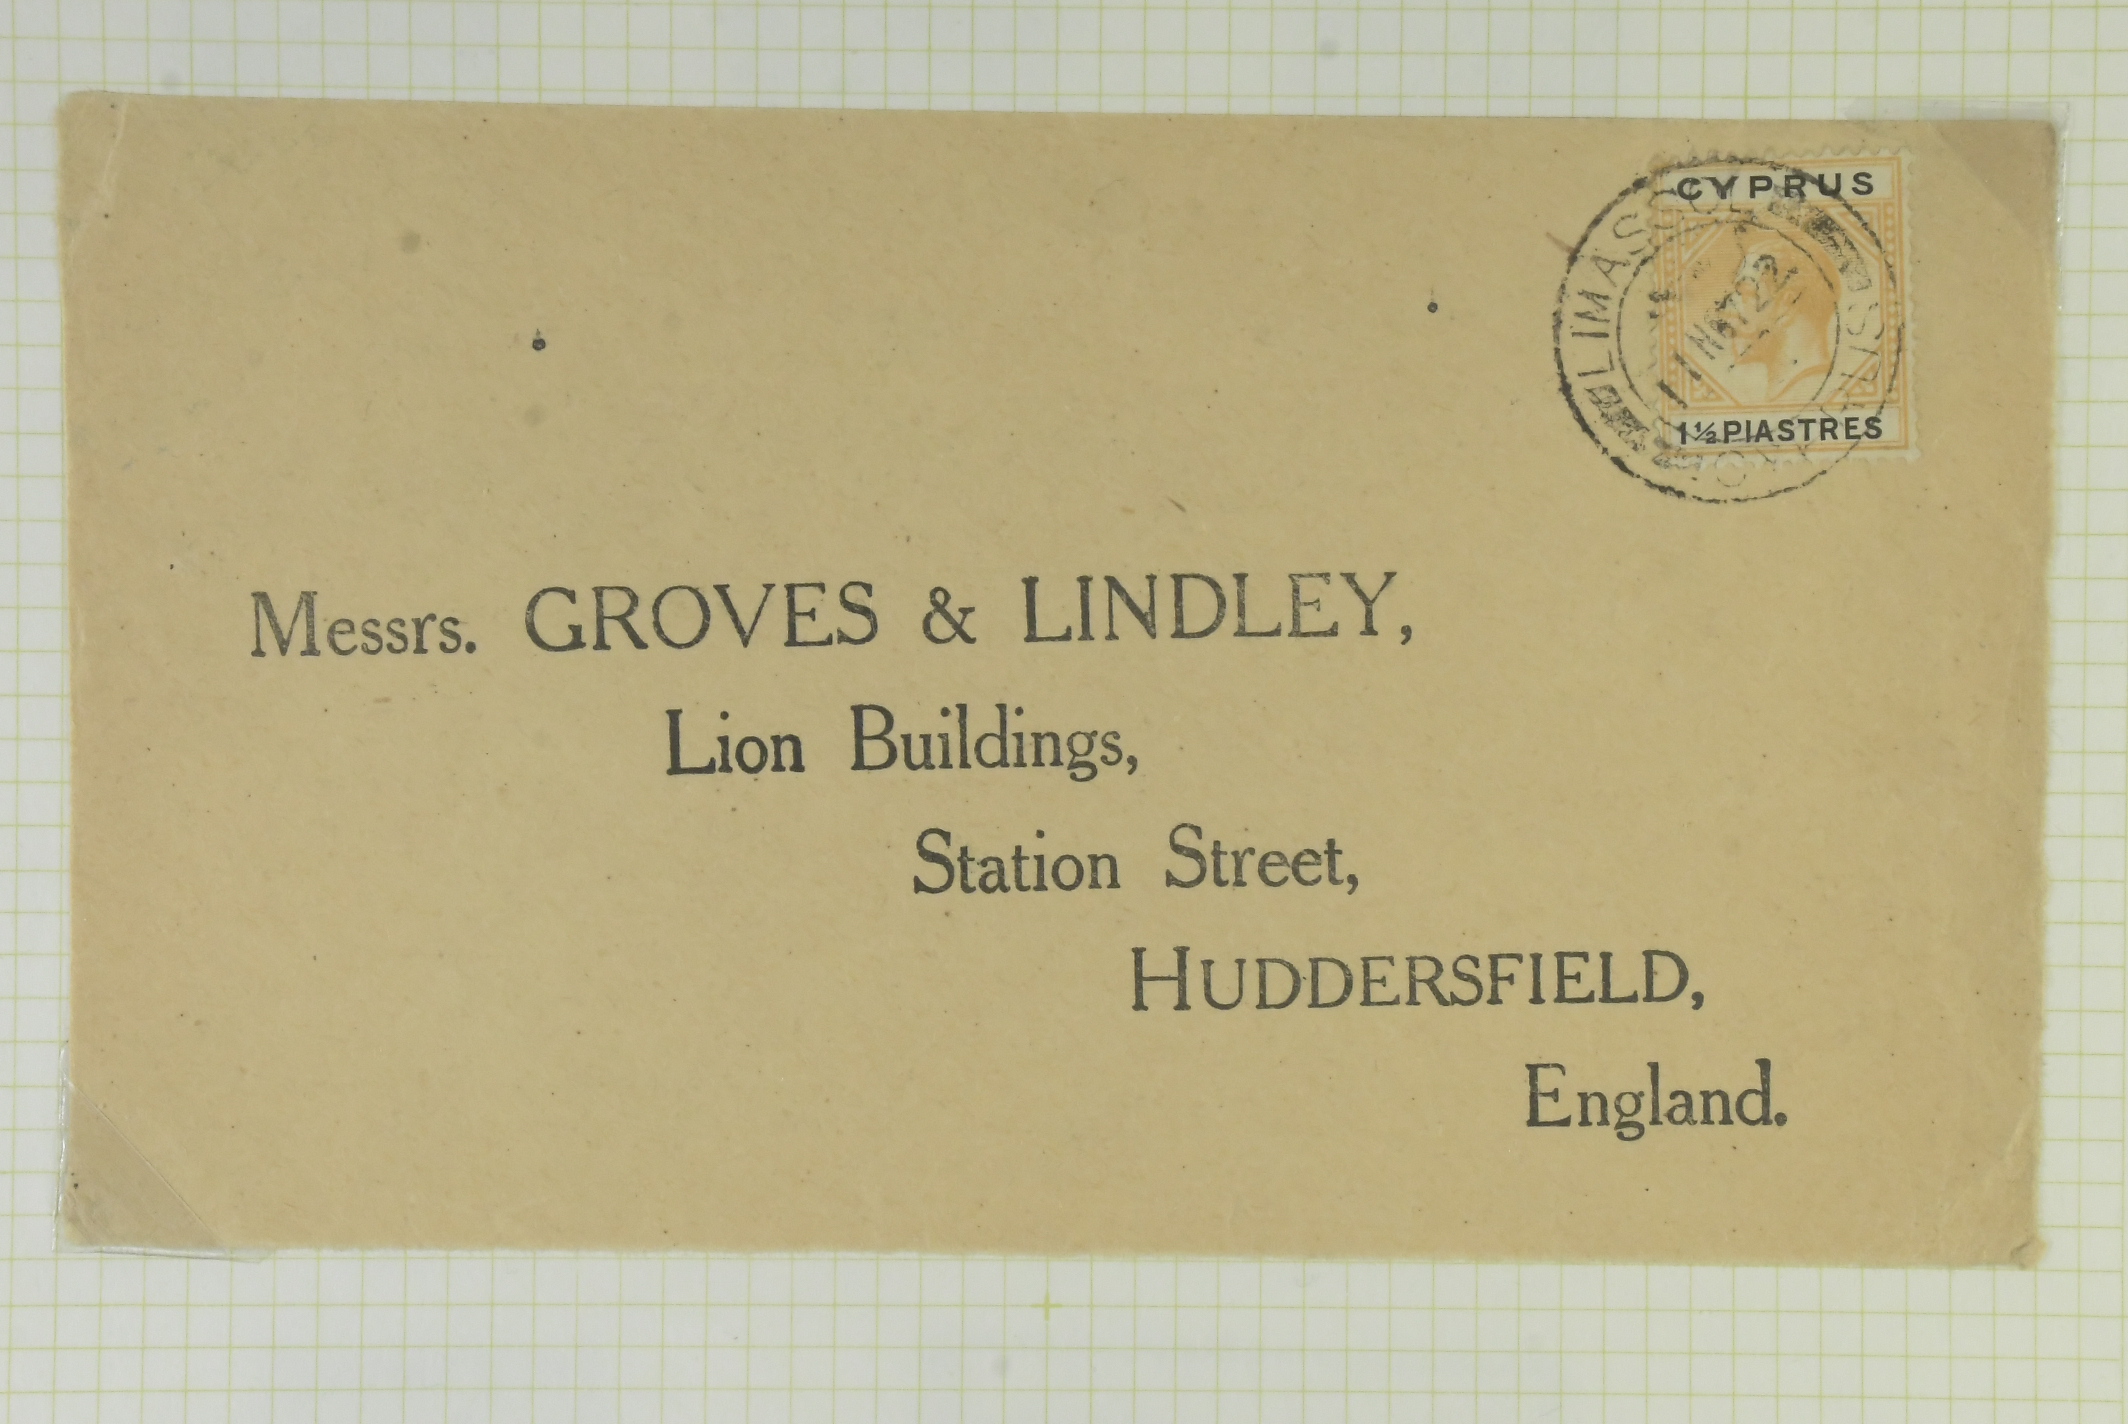 CYPRUS
LIMASSOL
1½ PIASTRES
Messrs. GROVES & LINDLEY,
Lion Buildings,
Station Street,
HUDDERSFIELD,
England.